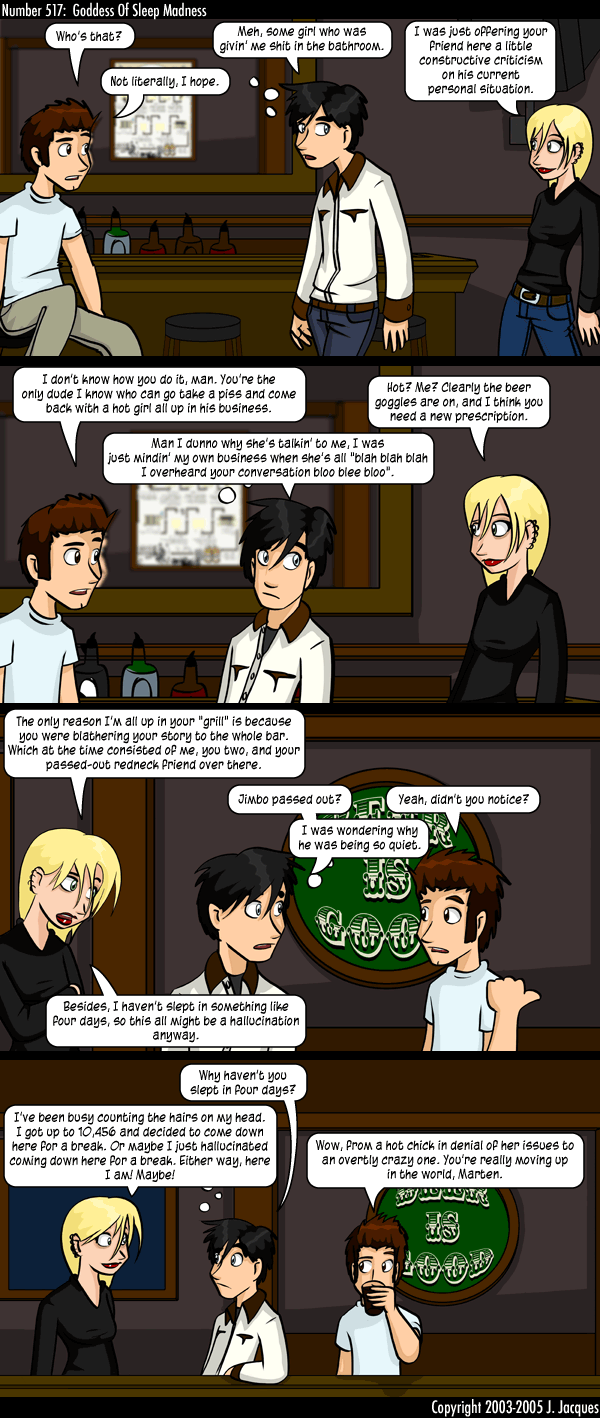 Number 517: Goddess Of Sleep Madness
Who's that?
Not literally, I hope.
Meh, some girl who was
givin' me shit in the bathroom.
I was just offering your
friend here a little
constructive criticism
on his current
personal situation.
I don't know how you do it, man. You're the
only dude I know who can go take a piss and come
back with a hot girl all up in his business.
Man I dunno why she's talkin' to me, I was
just mindin' my own business when she's all "blah blah blah
I overheard your conversation bloo blee bloo".
Hot? Me? Clearly the beer
goggles are on, and I think you
need a new prescription.
The only reason I'm all up in your "grill" is because
you were blathering your story to the whole bar.
Which at the time consisted of me, you two, and your
passed-out redneck friend over there.
Jimbo passed out?
Yeah, didn't you notice?
I was wondering why
he was being so quiet.
BEER
IS
GOOD
Besides, I haven't slept in something like
four days, so this all might be a hallucination
anyway.
Why haven't you
slept in four days?
I've been busy counting the hairs on my head.
I got up to 10,456 and decided to come down
here for a break. Or maybe I just hallucinated
coming down here for a break. Either way, here
I am! Maybe!
Wow, from a hot chick in denial of her issues to
an overtly crazy one. You're really moving up
in the world, Marten.
BEER
IS
GOOD
Copyright 2003-2005 J. Jacques